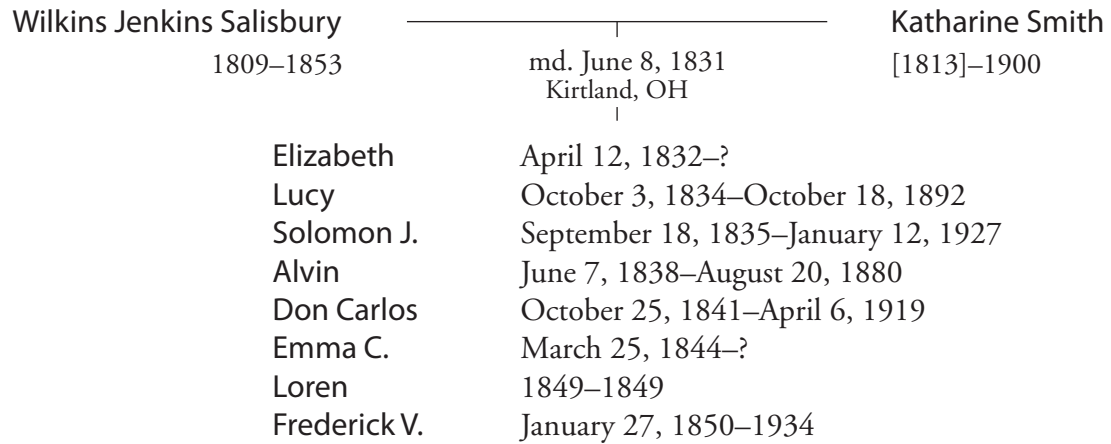 Wilkins Jenkins Salisbury Katharine Smith
1809–1853 md. June 8, 1831 [1813]–1900
Kirtland, OH
Elizabeth April 12, 1832–?
Lucy October 3, 1834–October 18, 1892
Solomon J. September 18, 1835–January 12, 1927
Alvin June 7, 1838–August 20, 1880
Don Carlos October 25, 1841–April 6, 1919
Emma C. March 25, 1844–?
Loren 1849–1849
Frederick V. January 27, 1850–1934